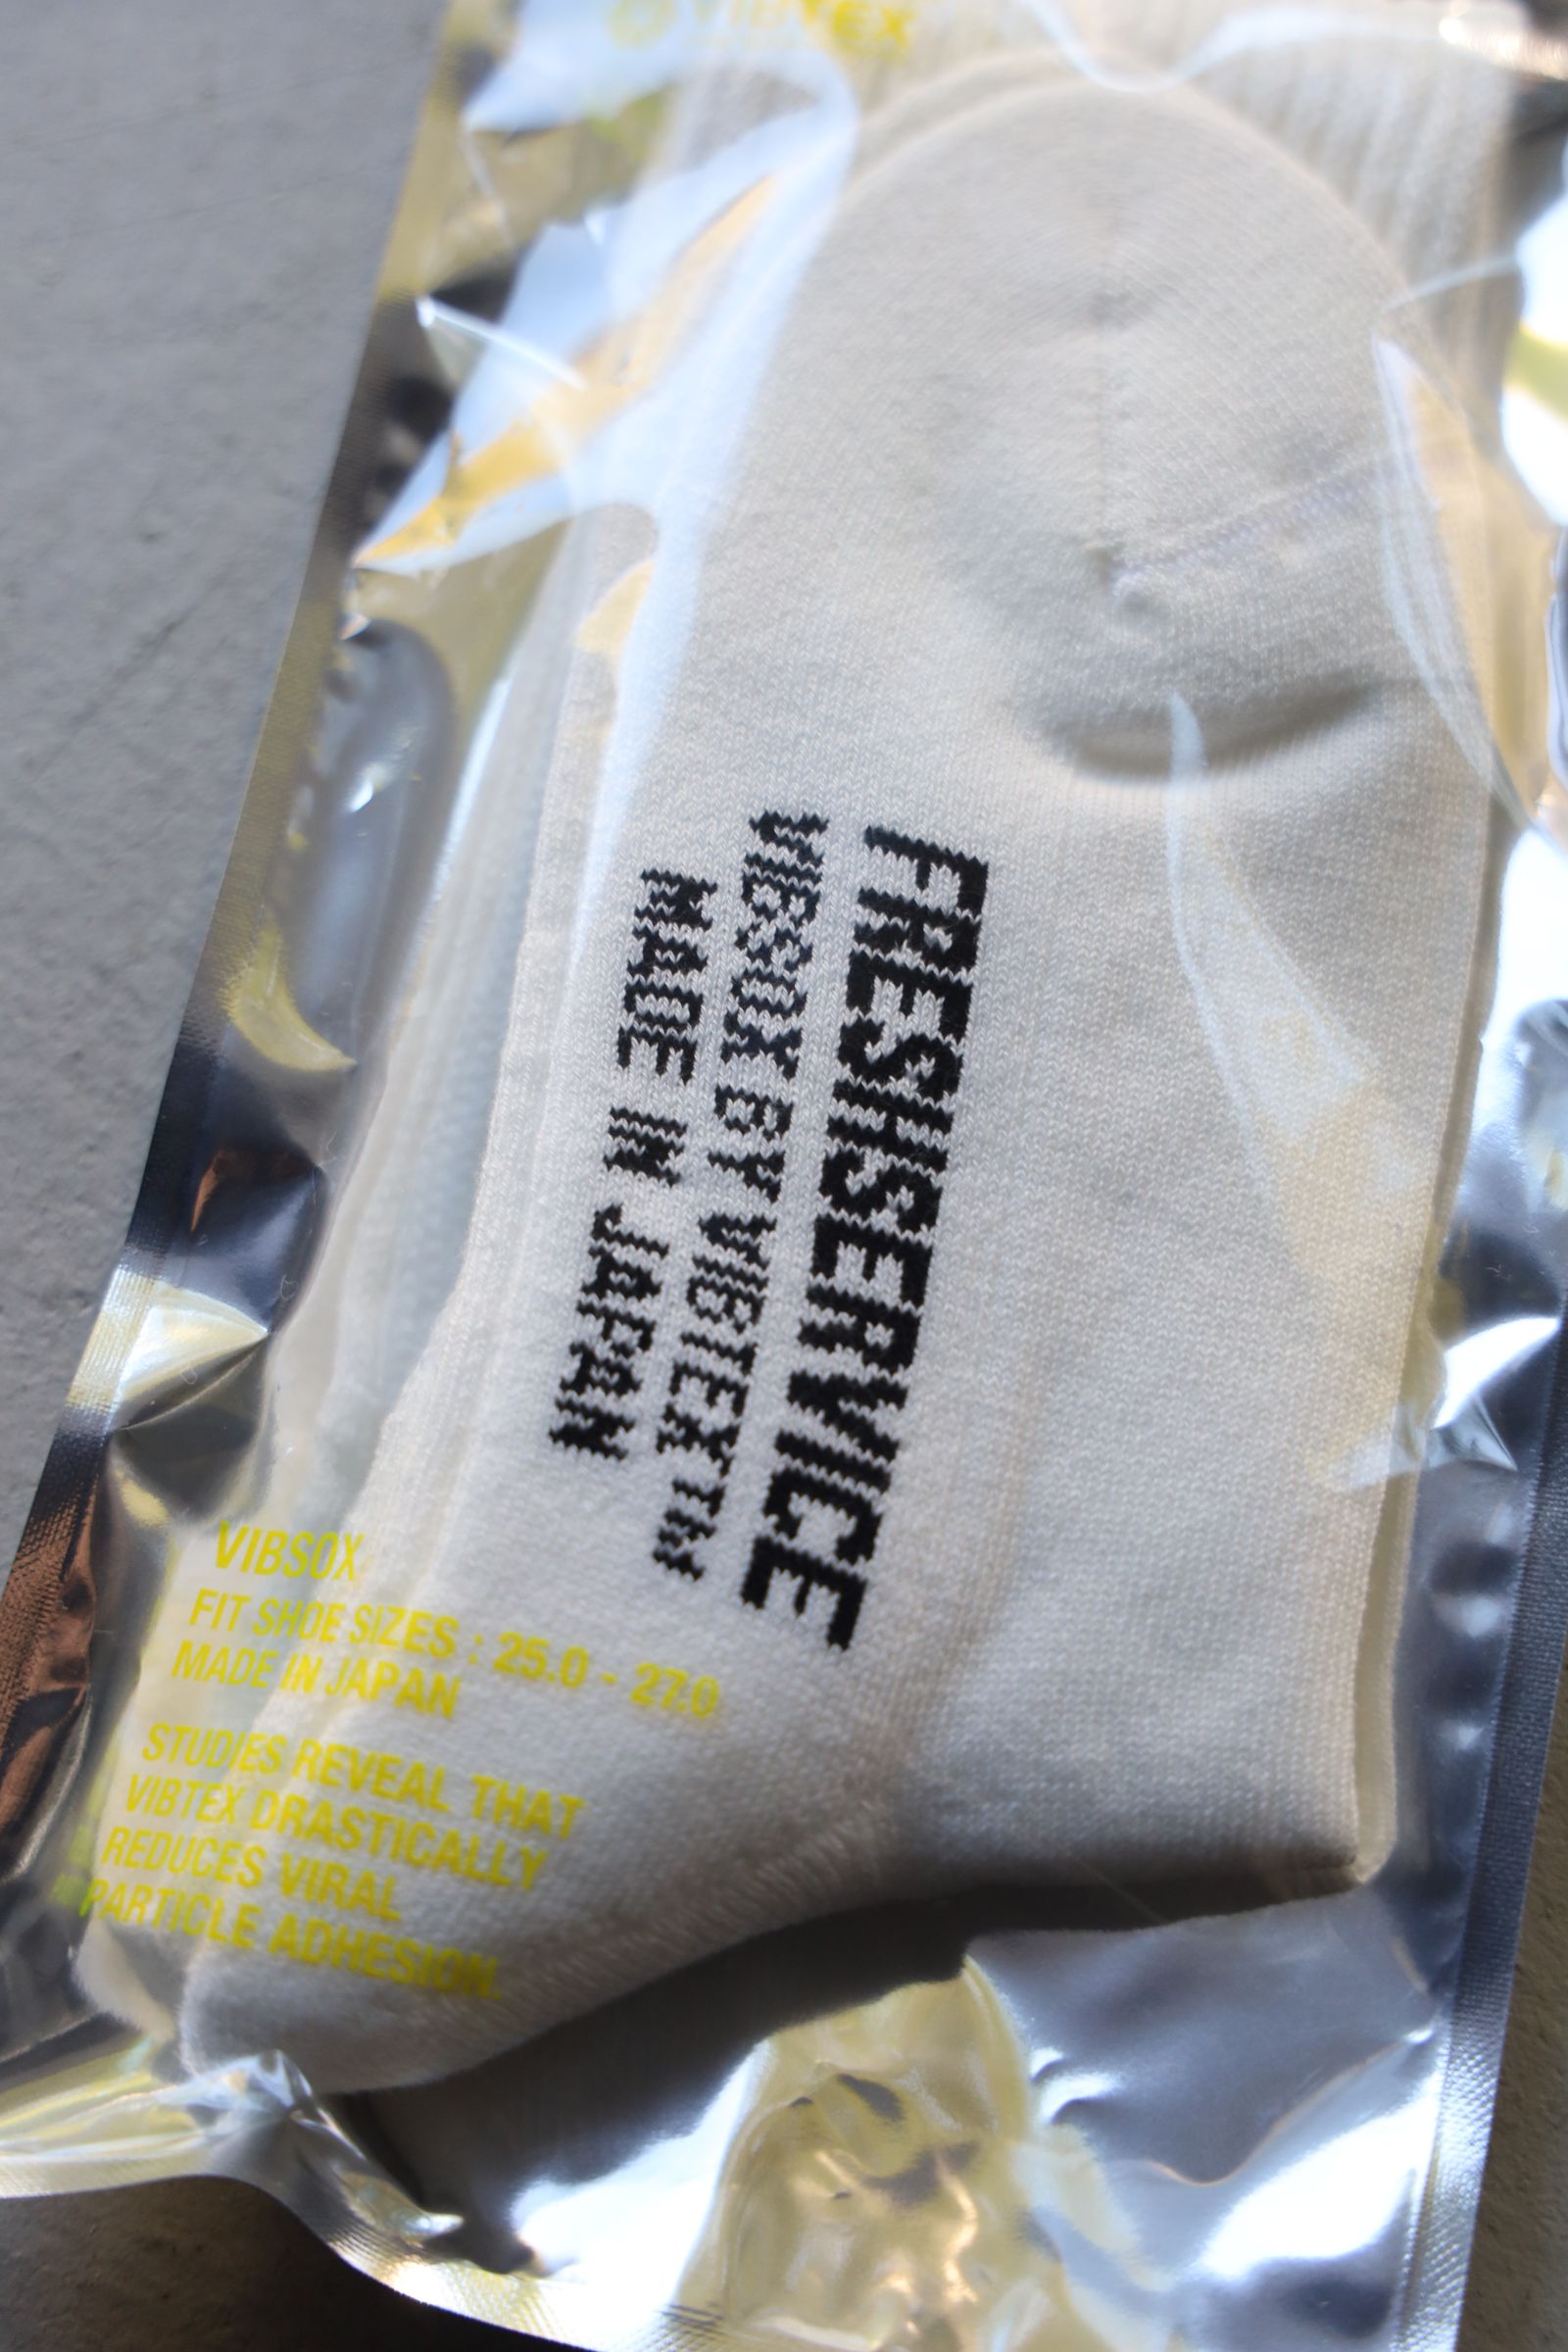 VIBTEX
FRESHSERVICE
VIBSOX BY VIBTEX™
MADE IN JAPAN
VIBSOX
FIT SHOE SIZES : 25.0 - 27.0
MADE IN JAPAN
STUDIES REVEAL THAT
VIBTEX DRASTICALLY
REDUCES VIRAL
PARTICLE ADHESION.